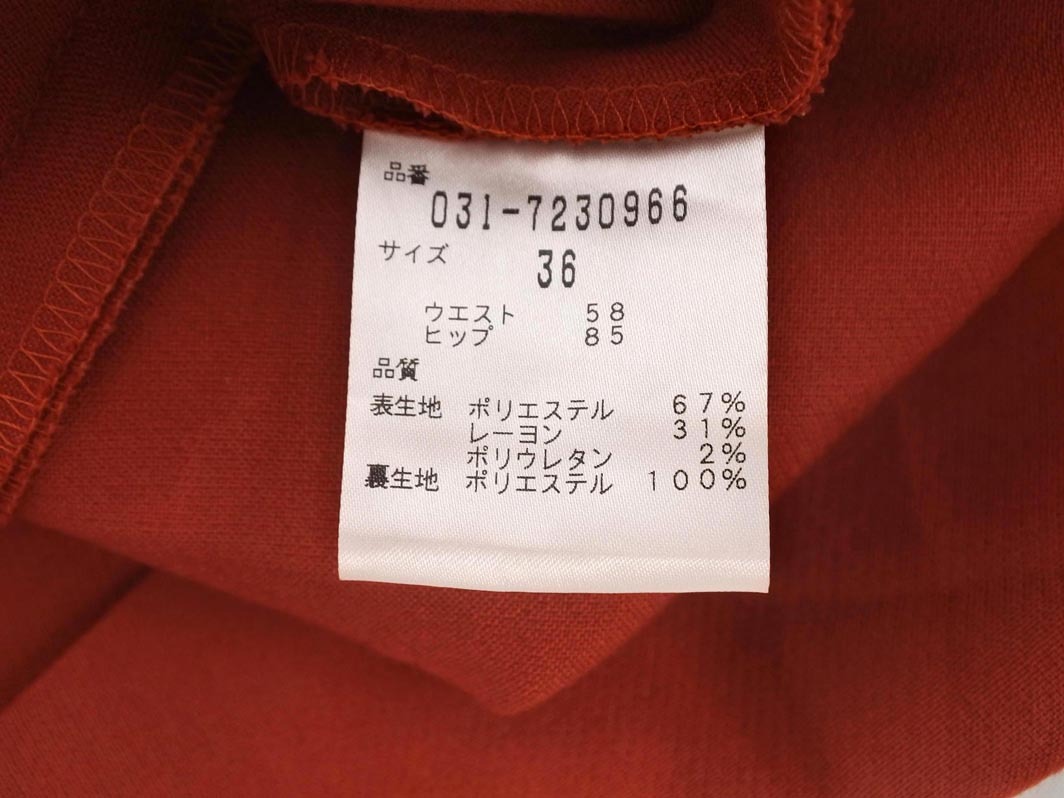 品番
031-7230966
サイズ 36
ウエスト 58
ヒップ 85
品質
表生地 ポリエステル 67%
レーヨン 31%
ポリウレタン 2%
裏生地 ポリエステル 100%